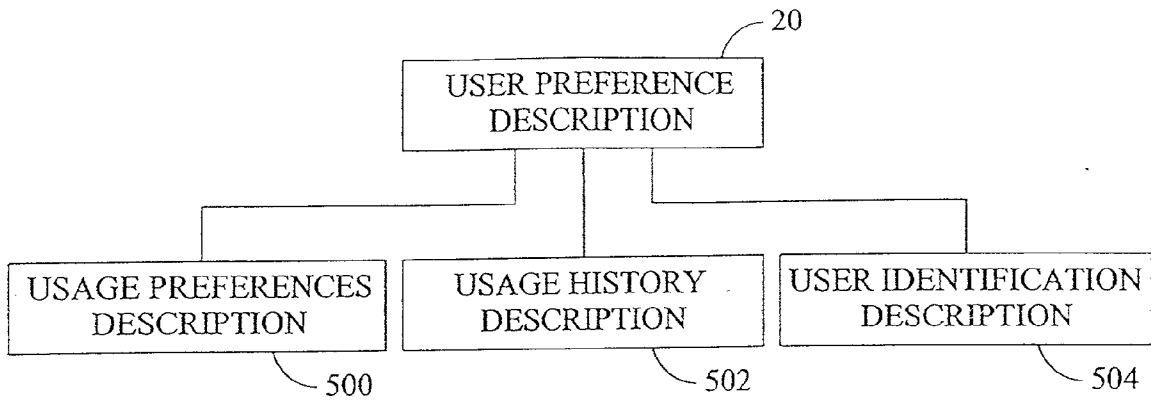 20
USER PREFERENCE
DESCRIPTION
USAGE PREFERENCES
DESCRIPTION
500
USAGE HISTORY
DESCRIPTION
502
USER IDENTIFICATION
DESCRIPTION
504